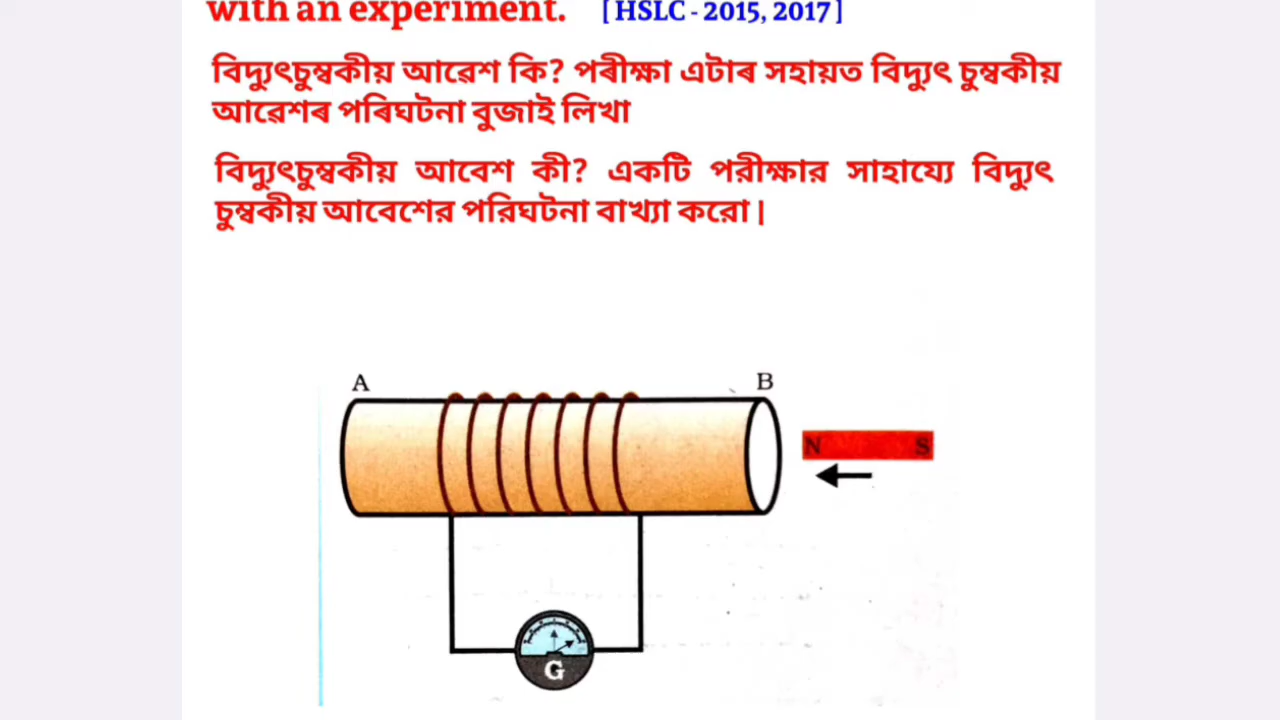 with an experiment. [HSLC - 2015, 2017]
বিদ্যুৎচুম্বকীয় আৱেশ কি? পৰীক্ষা এটাৰ সহায়ত বিদ্যুৎ চুম্বকীয়
আৱেশৰ পৰিঘটনা বুজাই লিখা
বিদ্যুৎচুম্বকীয় আবেশ কী? একটি পরীক্ষার সাহায্যে বিদ্যুৎ
চুম্বকীয় আবেশের পরিঘটনা বাখ্যা করো|
A B
N S
G